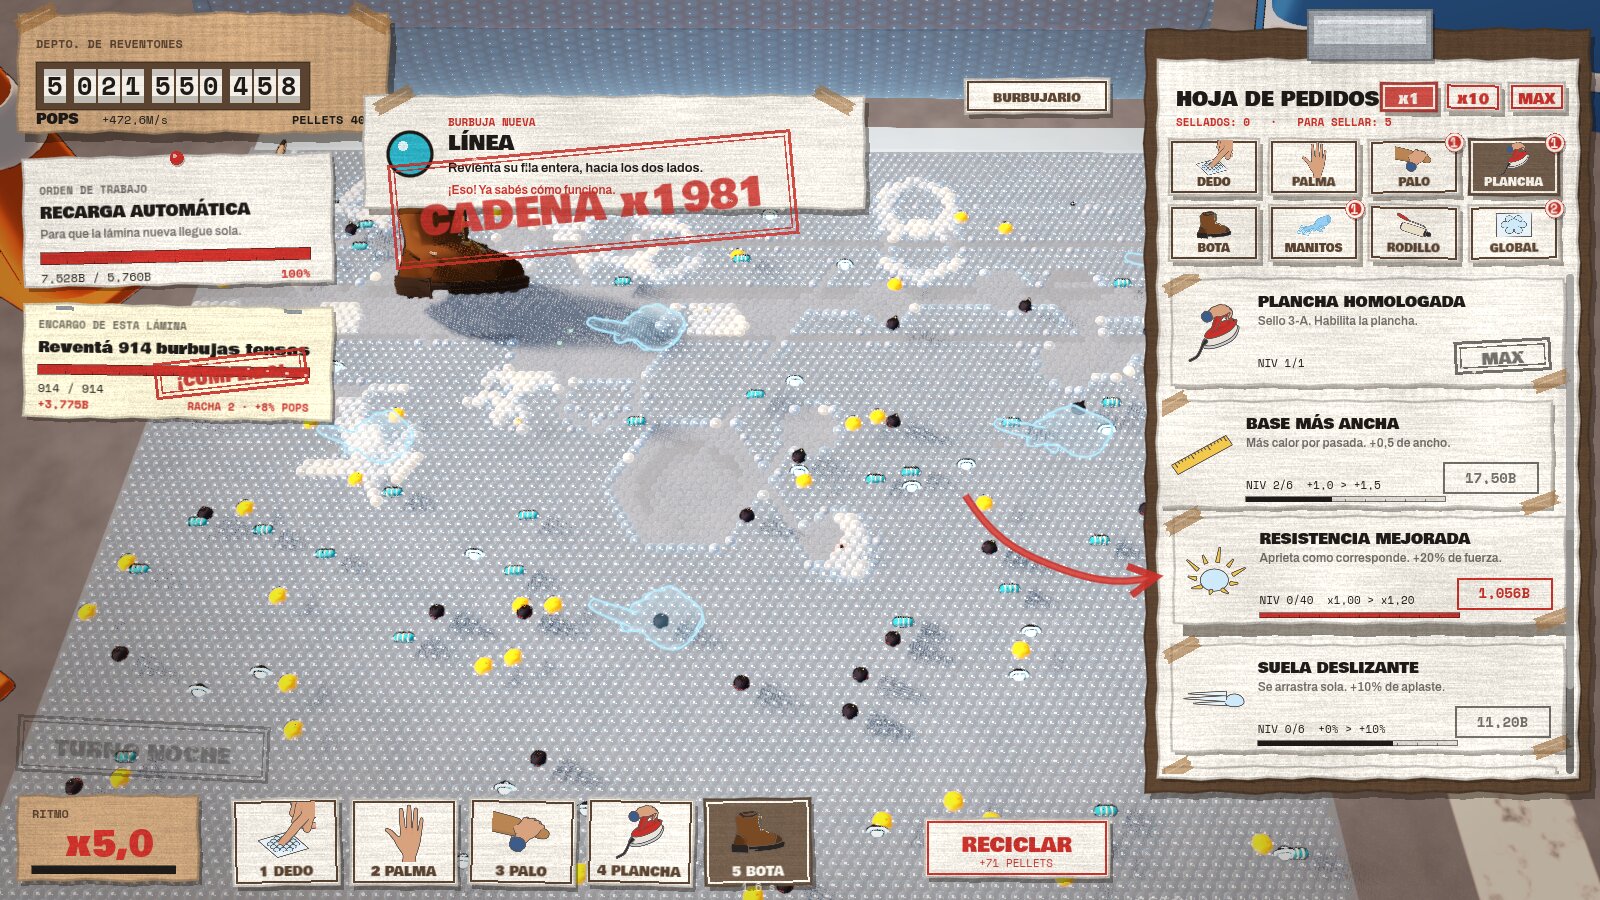 DEPTO. DE REVENTONES
5 021 550 458
POPS +472,6M/s PELLETS 40
ORDEN DE TRABAJO
RECARGA AUTOMÁTICA
Para que la lámina nueva llegue sola.
7,528B / 5,760B 100%
ENCARGO DE ESTA LÁMINA
Reventá 914 burbujas tensas
914 / 914
+3,775B RACHA 2 · +8% POPS
BURBUJA NUEVA
LÍNEA
Revienta su fila entera, hacia los dos lados.
¡Eso! Ya sabés cómo funciona.
CADENA x1981
BURBUJARIO
HOJA DE PEDIDOS x1 x10 MAX
SELLADOS: 0 · PARA SELLAR: 5
DEDO PALMA PALO 1 PLANCHA 1
BOTA MANITOS 1 RODILLO GLOBAL 2
PLANCHA HOMOLOGADA
Sello 3-A. Habilita la plancha.
NIV 1/1 MAX
BASE MÁS ANCHA
Más calor por pasada. +0,5 de ancho.
NIV 2/6 +1,0 > +1,5 17,50B
RESISTENCIA MEJORADA
Aprieta como corresponde. +20% de fuerza.
NIV 0/40 x1,00 > x1,20 1,056B
SUELA DESLIZANTE
Se arrastra sola. +10% de aplaste.
NIV 0/6 +0% > +10% 11,20B
TURNO NOCHE
RITMO
x5,0
1 DEDO 2 PALMA 3 PALO 4 PLANCHA 5 BOTA
RECICLAR
+71 PELLETS